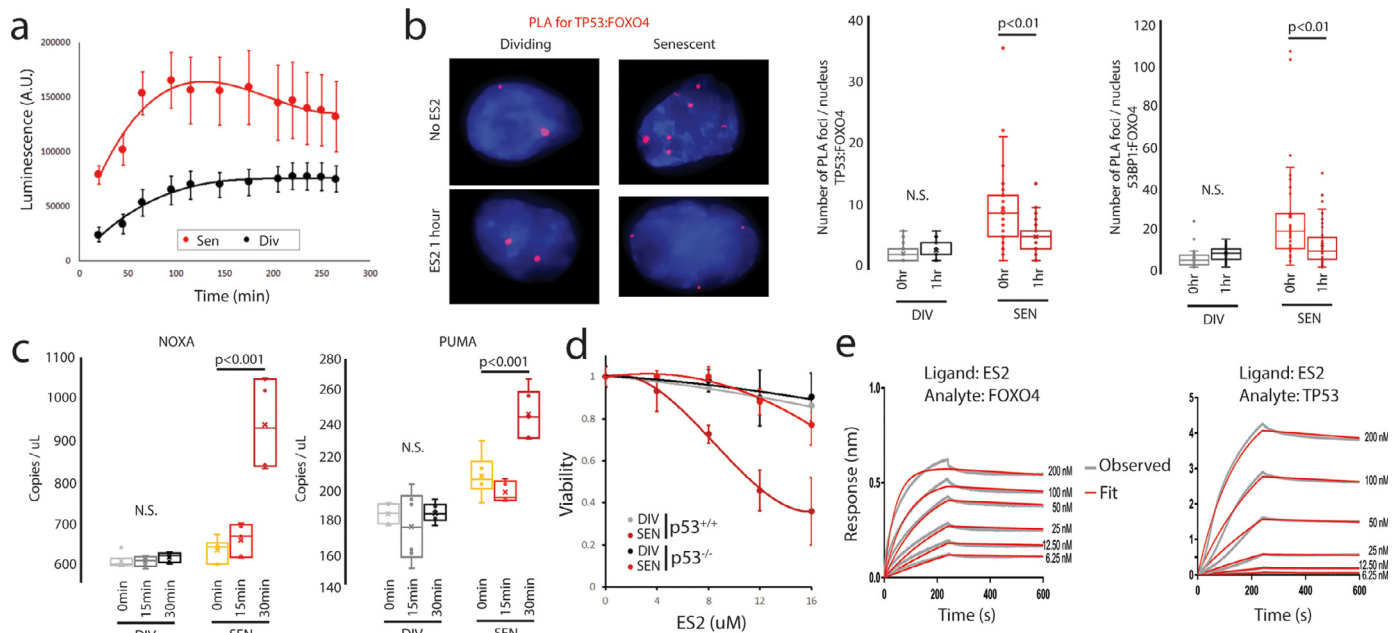 a
Luminescence (A.U.)
200000
150000
100000
50000
0
Sen
Div
0
50
100
150
200
250
300
Time (min)
b
PLA for TP53:FOXO4
Dividing
Senescent
No ES2
ES2 1 hour
Number of PLA foci / nucleus
TP53:FOXO4
40
30
20
10
0
N.S.
p<0.01
0hr
1hr
0hr
1hr
DIV
SEN
Number of PLA foci / nucleus
53BP1:FOXO4
120
100
80
60
40
20
0
N.S.
p<0.01
0hr
1hr
0hr
1hr
DIV
SEN
c
NOXA
Copies / uL
1100
1000
900
800
700
600
N.S.
p<0.001
0min
15min
30min
0min
15min
30min
DIV
SEN
PUMA
Copies / uL
280
260
240
220
200
180
160
140
N.S.
p<0.001
0min
15min
30min
0min
15min
30min
DIV
SEN
d
Viability
1
0.8
0.6
0.4
0.2
0
DIV
SEN
p53+/+
DIV
SEN
p53-/-
0
4
8
12
16
ES2 (uM)
e
Ligand: ES2
Analyte: FOXO4
Response (nm)
1.0
0.5
0.0
200 nM
100 nM
50 nM
25 nM
12.50 nM
6.25 nM
0
200
400
600
Time (s)
Observed
Fit
Ligand: ES2
Analyte: TP53
5
4
3
2
1
0
200 nM
100 nM
50 nM
25 nM
12.50 nM
6.25 nM
0
200
400
600
Time (s)